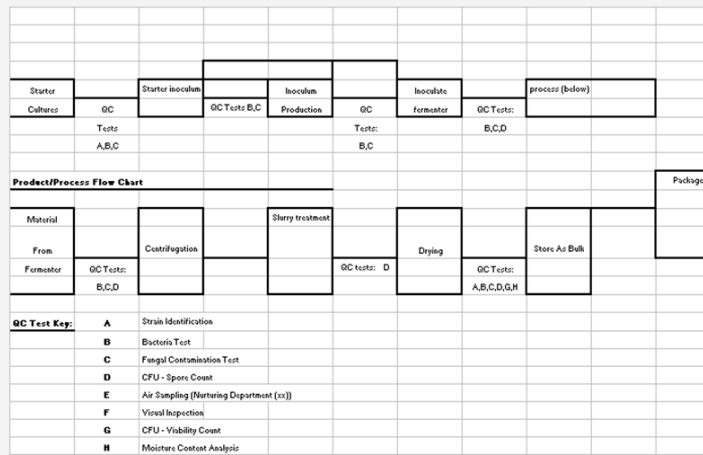 Starter
Cultures
QC
Tests
A,B,C
Starter inoculum
QC Tests B,C
Inoculum
Production
QC
Tests:
B,C
Inoculate
fermenter
QC Tests:
B,C,D
process (below)
Product/Process Flow Chart
Package
Material
From
Fermenter
QC Tests:
B,C,D
Centrifugation
Slurry treatment
QC tests: D
Drying
QC Tests:
A,B,C,D,G,H
Store As Bulk
QC Test Key:
A Strain Identification
B Bacteria Test
C Fungal Contamination Test
D CFU - Spore Count
E Air Sampling (Nurturing Department (xx))
F Visual Inspection
G CFU - Viability Count
H Moisture Content Analysis